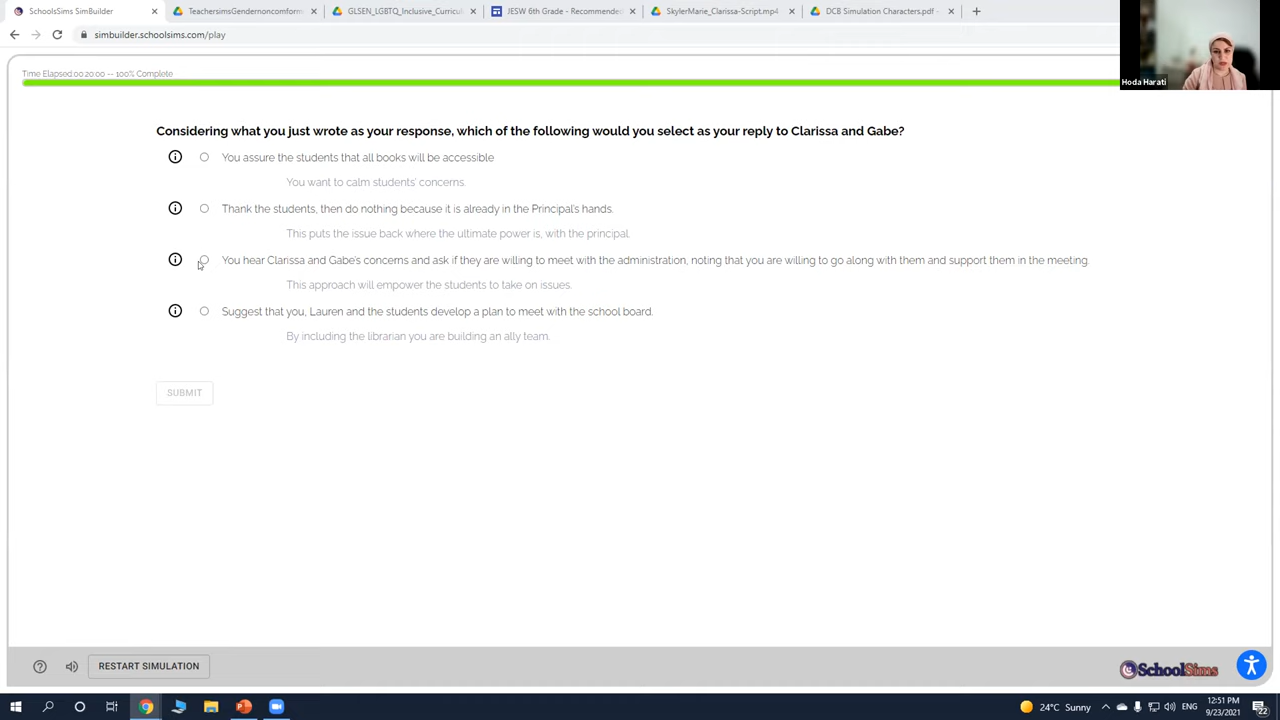 SchoolsSims SimBuilder
TeachersimsGendernonconform
GLSEN_LGBTQ_Inclusive_Curricul
JESW 6th Grade - Recommended
SkylerMarie_Clarissa-Script.mp4
DCB Simulation Characters.pdf -
simbuilder.schoolsims.com/play
Hoda Harati
Time Elapsed:00:20:00 -- 100% Complete
Considering what you just wrote as your response, which of the following would you select as your reply to Clarissa and Gabe?
You assure the students that all books will be accessible
You want to calm students' concerns.
Thank the students, then do nothing because it is already in the Principal's hands.
This puts the issue back where the ultimate power is, with the principal.
You hear Clarissa and Gabe's concerns and ask if they are willing to meet with the administration, noting that you are willing to go along with them and support them in the meeting.
This approach will empower the students to take on issues.
Suggest that you, Lauren and the students develop a plan to meet with the school board.
By including the librarian you are building an ally team.
SUBMIT
RESTART SIMULATION
SchoolSims
24°C Sunny
ENG
12:51 PM
9/23/2021
22